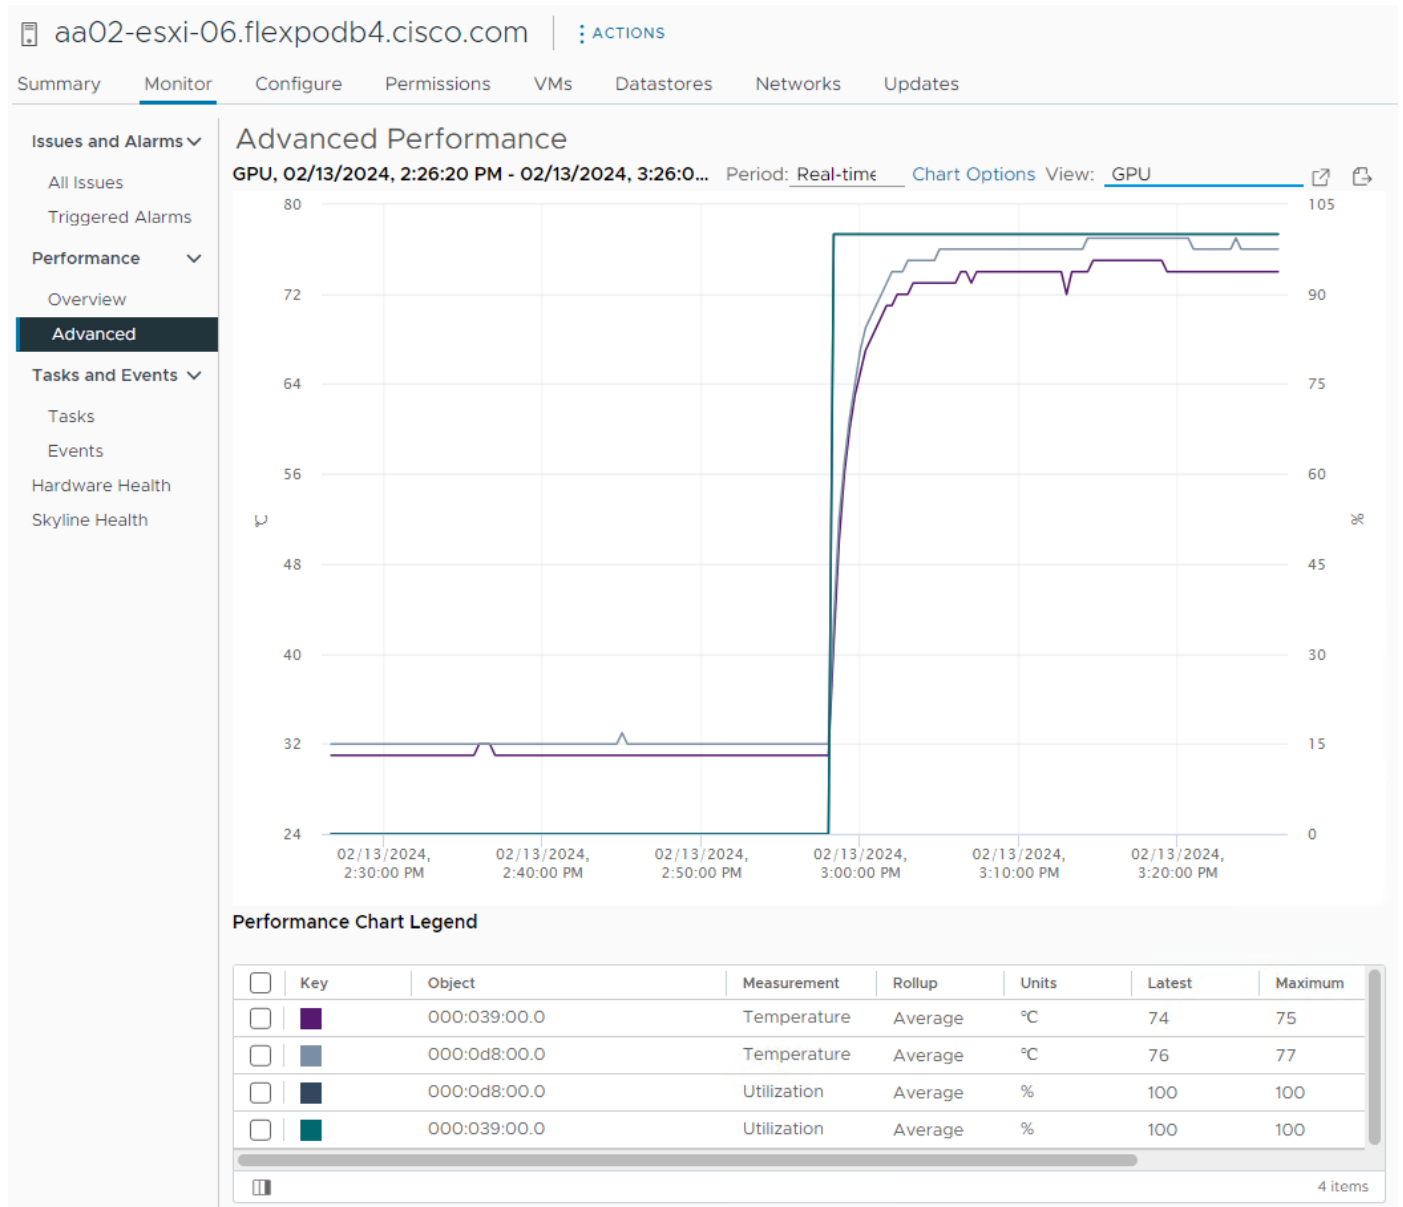 aa02-esxi-06.flexpodb4.cisco.com ACTIONS
Summary Monitor Configure Permissions VMs Datastores Networks Updates
Issues and Alarms
All Issues
Triggered Alarms
Performance
Overview
Advanced
Tasks and Events
Tasks
Events
Hardware Health
Skyline Health
Advanced Performance
GPU, 02/13/2024, 2:26:20 PM - 02/13/2024, 3:26:0... Period: Real-time Chart Options View: GPU
80 105
72 90
64 75
56 60
°C %
48 45
40 30
32 15
24 0
02/13/2024, 02/13/2024, 02/13/2024, 02/13/2024, 02/13/2024, 02/13/2024,
2:30:00 PM 2:40:00 PM 2:50:00 PM 3:00:00 PM 3:10:00 PM 3:20:00 PM
Performance Chart Legend
Key Object Measurement Rollup Units Latest Maximum
000:039:00.0 Temperature Average °C 74 75
000:0d8:00.0 Temperature Average °C 76 77
000:0d8:00.0 Utilization Average % 100 100
000:039:00.0 Utilization Average % 100 100
4 items